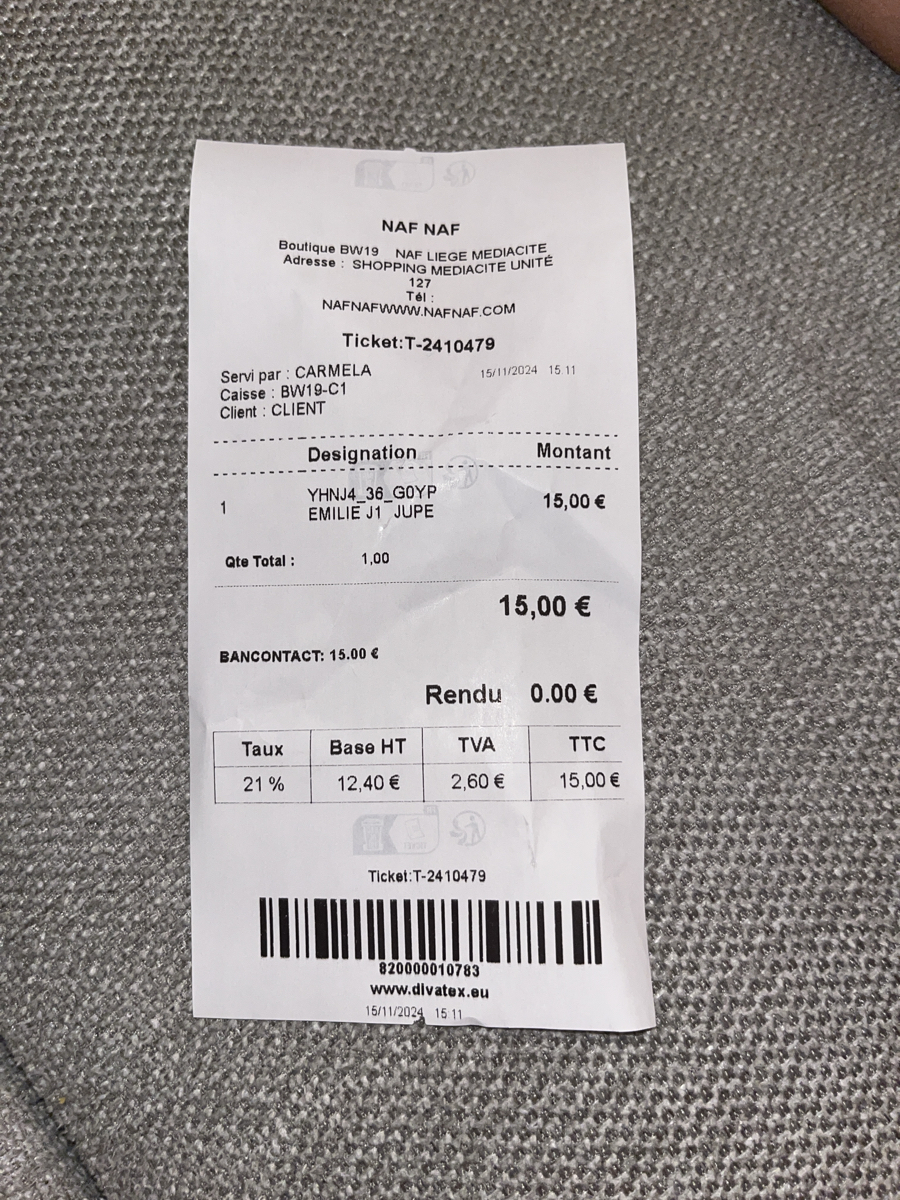 NAF NAF
Boutique BW19 NAF LIEGE MEDIACITE
Adresse : SHOPPING MEDIACITE UNITÉ
127
Tél :
NAFNAFWWW.NAFNAF.COM
Ticket:T-2410479
Servi par : CARMELA 15/11/2024 15 11
Caisse : BW19-C1
Client : CLIENT
Designation Montant
1 YHNJ4_36_G0YP 15,00 €
EMILIE J1 JUPE
Qte Total : 1,00
15,00 €
BANCONTACT: 15.00 €
Rendu 0.00 €
Taux Base HT TVA TTC
21 % 12,40 € 2,60 € 15,00 €
Ticket:T-2410479
820000010783
www.divatex.eu
15/11/2024 15 11